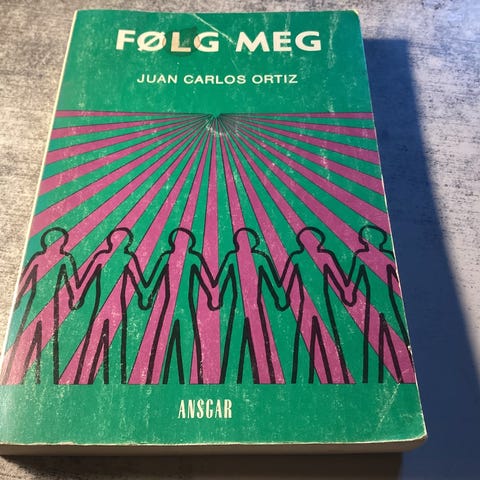 FØLG MEG
JUAN CARLOS ORTIZ
ANSGAR